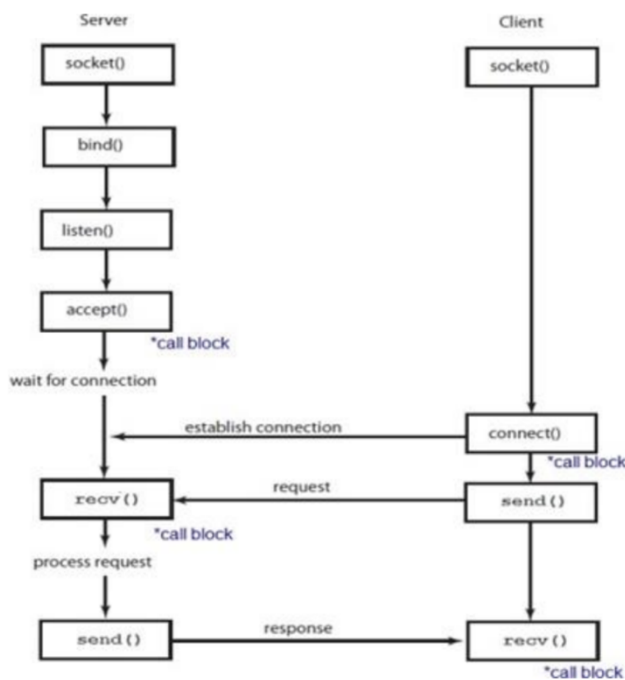 Server
Client
socket()
socket()
bind()
listen()
accept()
*call block
wait for connection
establish connection
connect()
*call block
request
recv()
send()
*call block
process request
response
send()
recv()
*call block